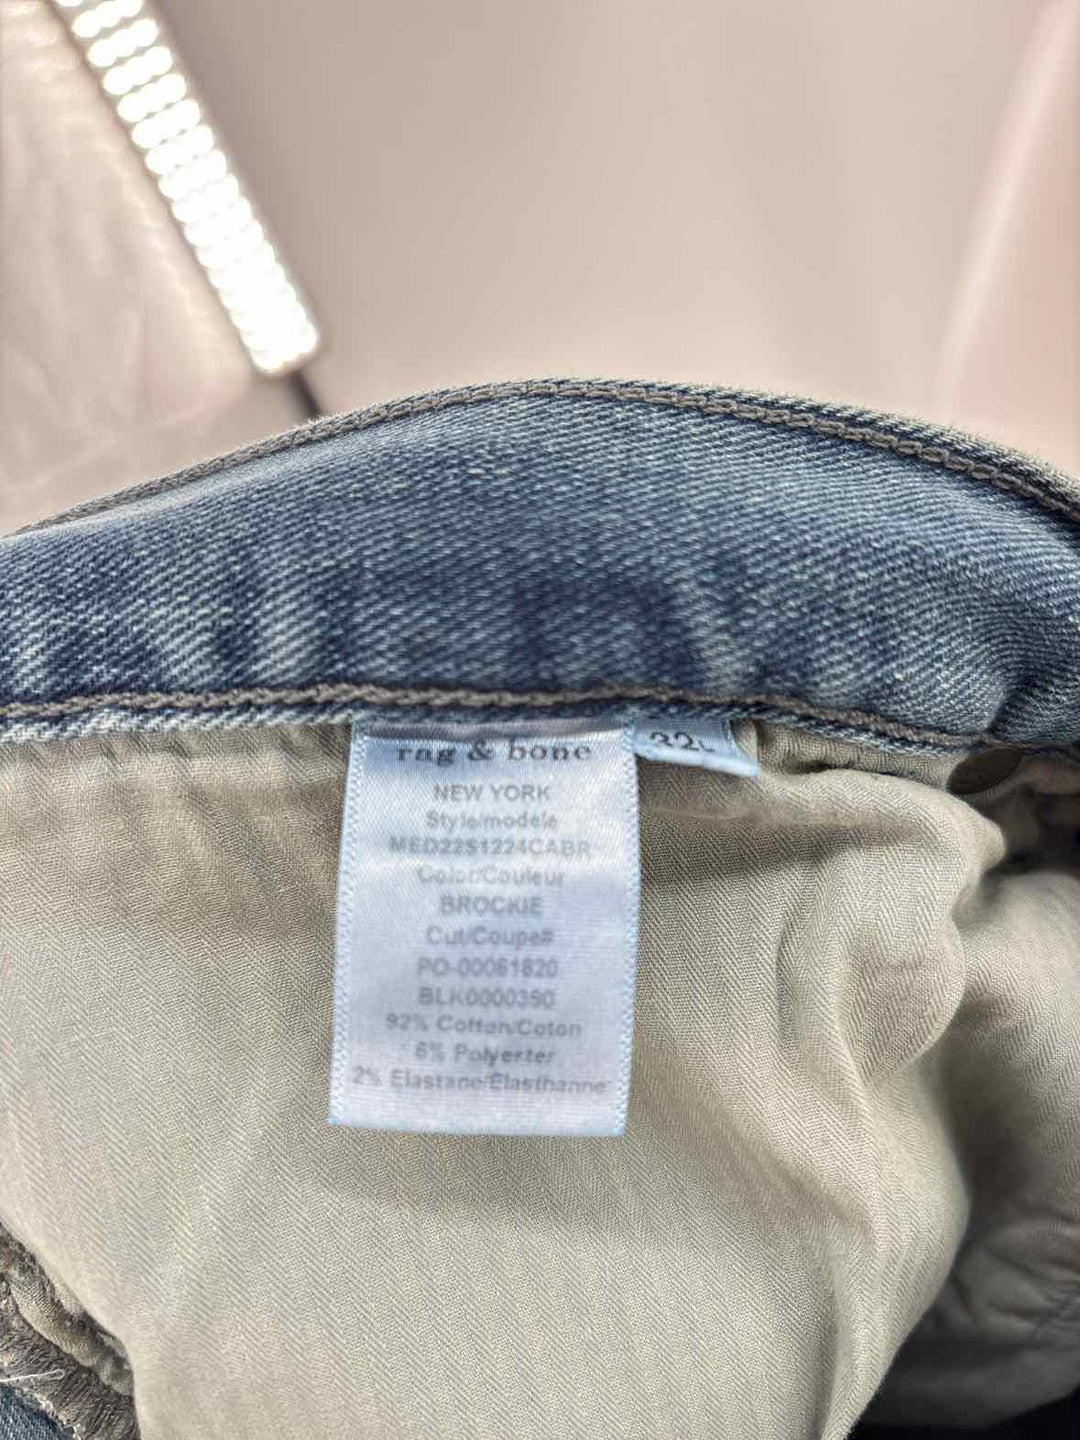 rag & bone
32
NEW YORK
Style/modele
MED22S1224CABR
Color/Couleur
BROCKIE
Cut/Coupe#
PO-00061820
BLK0000390
92% Cotton/Coton
6% Polyester
2% Elastane/Elasthanne